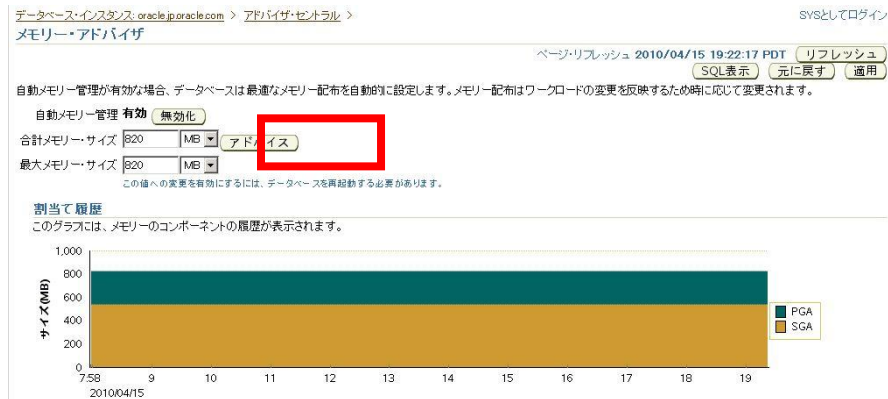 データベース・インスタンス: oracle.jp.oracle.com > アドバイザ・セントラル >
SYSとしてログイン
メモリー・アドバイザ
ページ・リフレッシュ 2010/04/15 19:22:17 PDT リフレッシュ
SQL表示 元に戻す 適用
自動メモリー管理が有効な場合、データベースは最適なメモリー配布を自動的に設定します。メモリー配布はワークロードの変更を反映するため時に応じて変更されます。
自動メモリー管理 有効 無効化
合計メモリー・サイズ 820 MB アドバイス
最大メモリー・サイズ 820 MB
この値への変更を有効にするには、データベースを再起動する必要があります。
割当て履歴
このグラフには、メモリーのコンポーネントの履歴が表示されます。
サイズ(MB)
1,000
800
600
400
200
0
PGA
SGA
7:58 9 10 11 12 13 14 15 16 17 18 19
2010/04/15